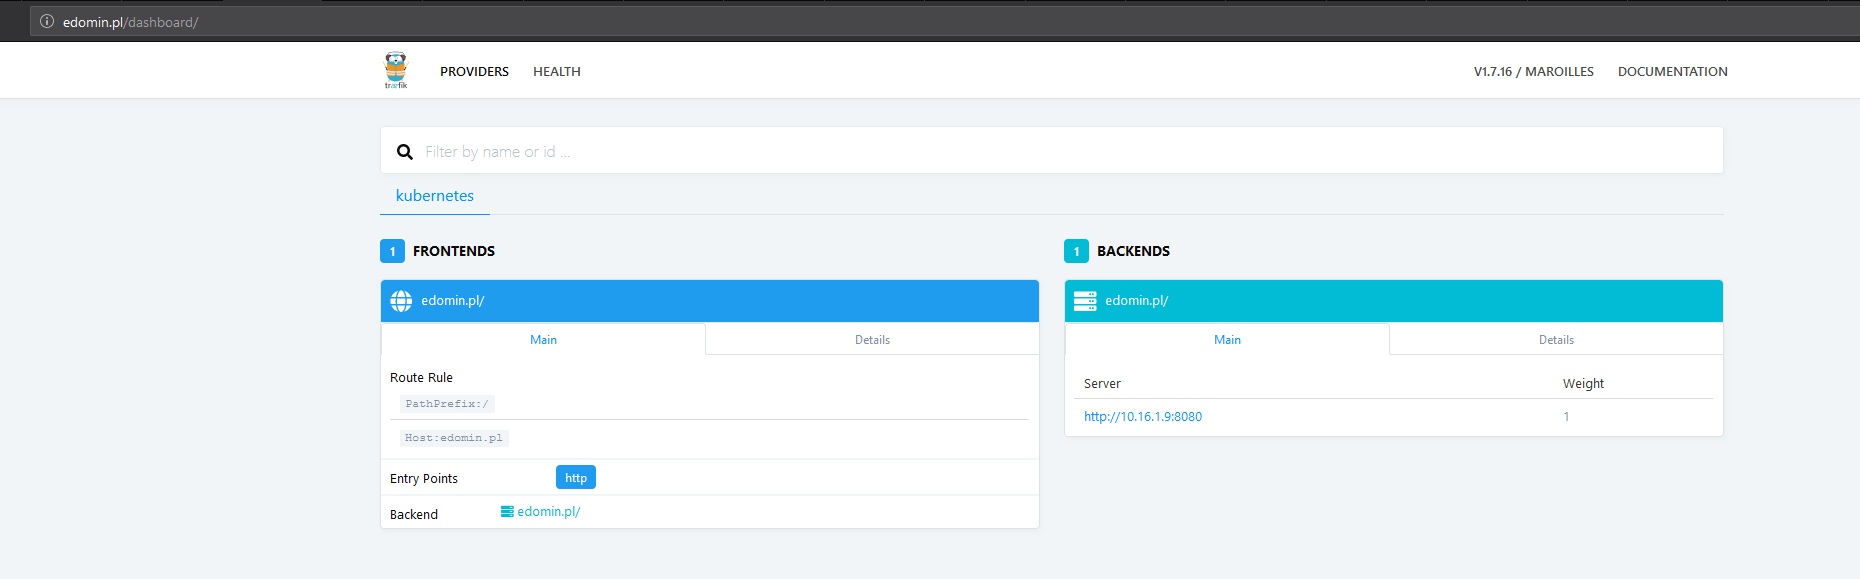 edomin.pl/dashboard/
træfik
PROVIDERS HEALTH V1.7.16 / MAROILLES DOCUMENTATION
Filter by name or id ...
kubernetes
1 FRONTENDS
edomin.pl/
Main Details
Route Rule
PathPrefix:/
Host:edomin.pl
Entry Points http
Backend edomin.pl/
1 BACKENDS
edomin.pl/
Main Details
Server Weight
http://10.16.1.9:8080 1